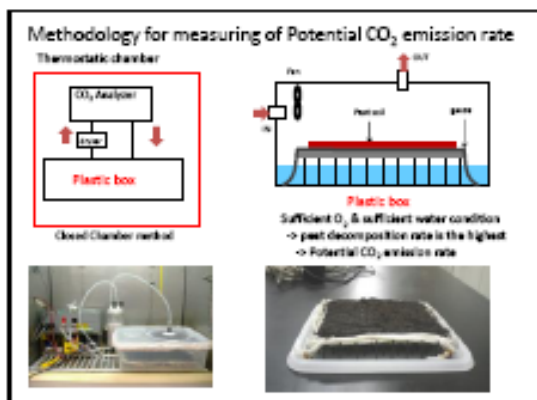 Methodology for measuring of Potential CO₂ emission rate
Thermostatic chamber
CO₂ Analyzer
Plastic box
Closed Chamber method
OUT
Fan
IN
Peat soil
gauze
Plastic box
Sufficient O₂ & sufficient water condition
-> peat decomposition rate is the highest
-> Potential CO₂ emission rate